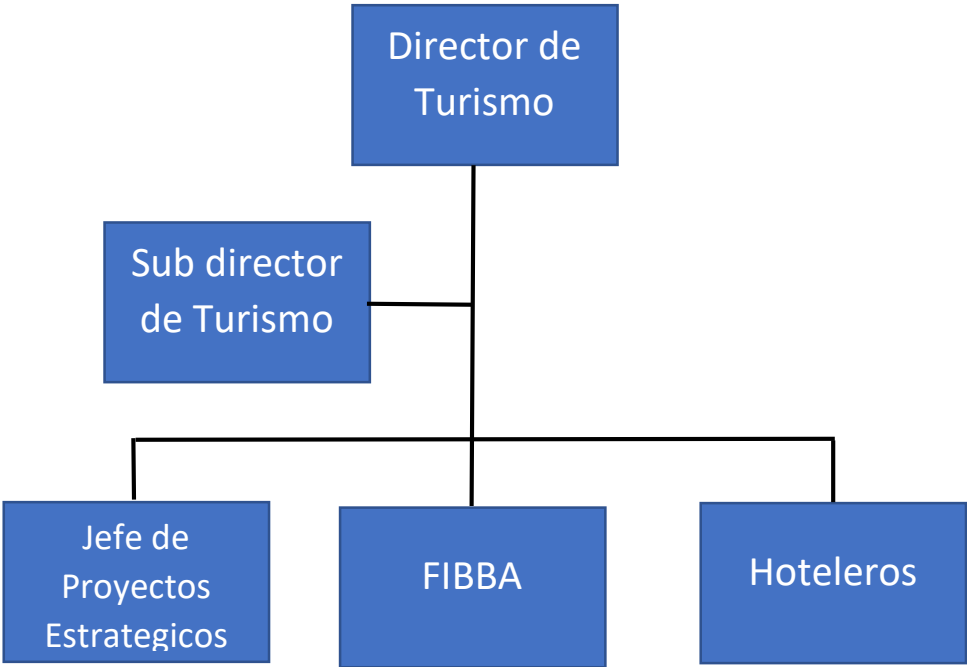 Director de
Turismo
Sub director
de Turismo
Jefe de
Proyectos
Estrategicos
FIBBA
Hoteleros